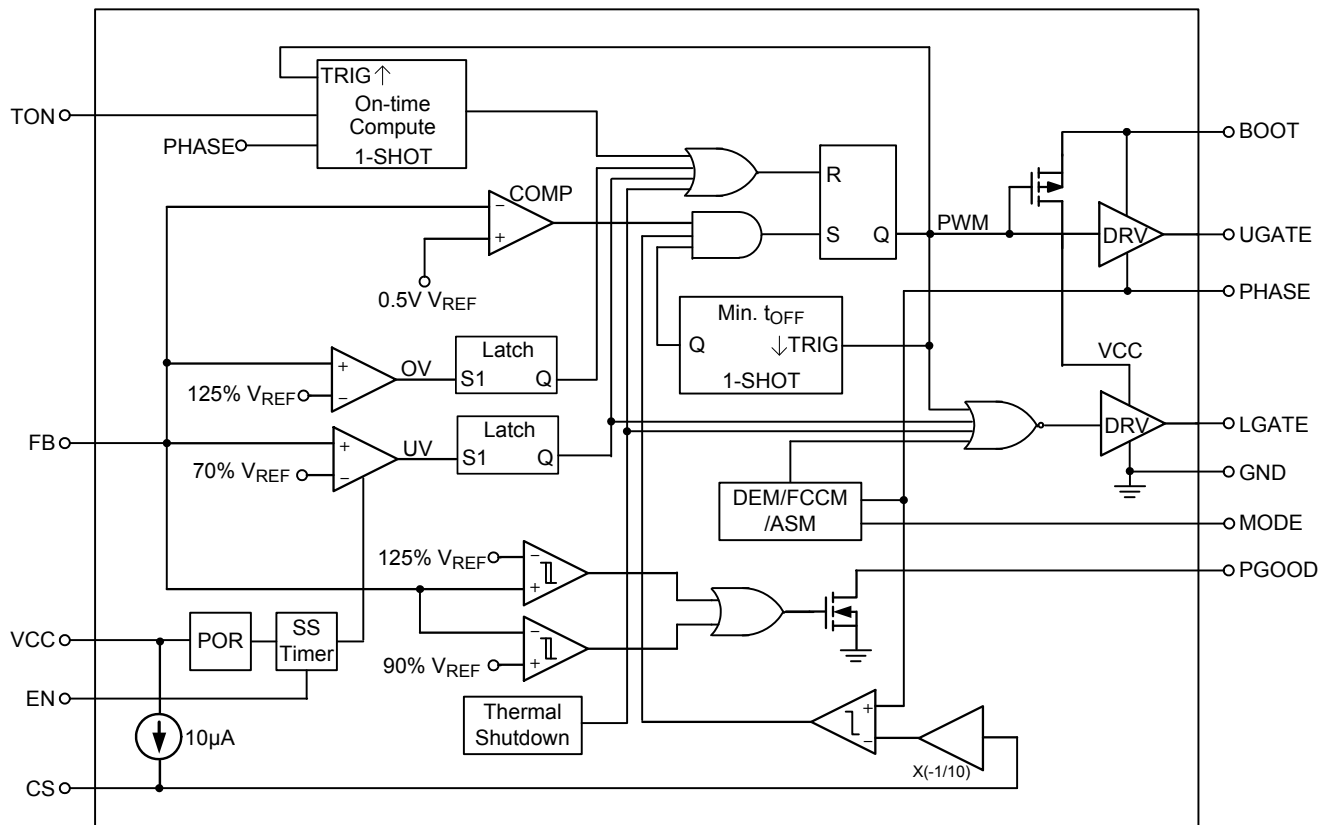 TRIG↑
On-time
Compute
1-SHOT
TON
PHASE
BOOT
COMP
R
S
Q
PWM
DRV
UGATE
−
+
0.5V VREF
PHASE
Min. tOFF
Q
↓TRIG
1-SHOT
VCC
+
−
OV
Latch
S1
Q
125% VREF
FB
+
−
UV
Latch
S1
Q
70% VREF
DRV
LGATE
GND
DEM/FCCM
/ASM
MODE
125% VREF
−
+
PGOOD
VCC
POR
SS
Timer
−
+
90% VREF
EN
Thermal
Shutdown
+
−
10µA
X(-1/10)
CS